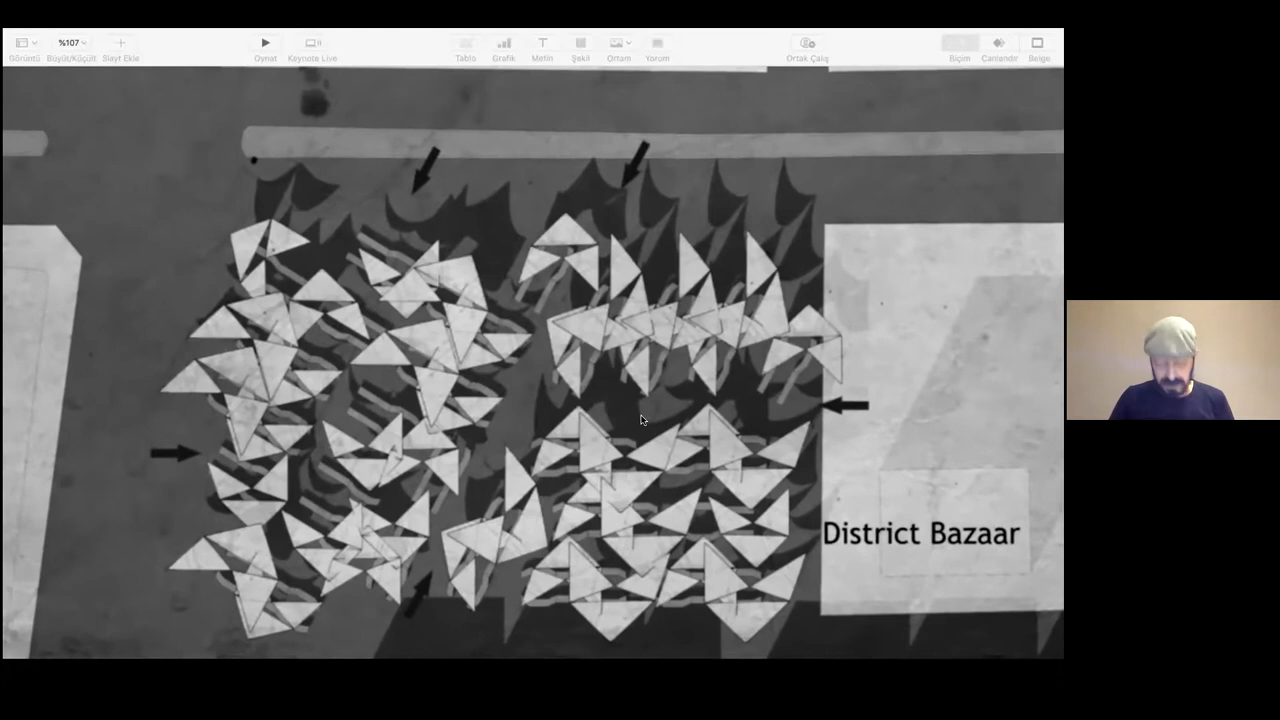 %107
Görüntü Büyüt/Küçült Slayt Ekle Oynat Keynote Live Tablo Grafik Metin Şekil Ortam Yorum Ortak Çalış Biçim Canlandır Belge
District Bazaar